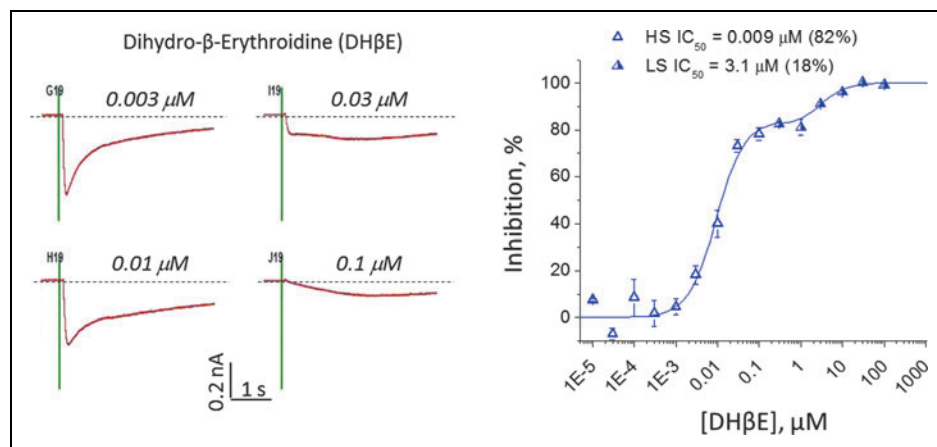 Dihydro-β-Erythroidine (DHβE)
G19
0.003 μM
I19
0.03 μM
H19
0.01 μM
J19
0.1 μM
0.2 nA
1 s
HS IC50 = 0.009 μM (82%)
LS IC50 = 3.1 μM (18%)
Inhibition, %
100
80
60
40
20
0
1E-5
1E-4
1E-3
0.01
0.1
1
10
100
1000
[DHβE], μM